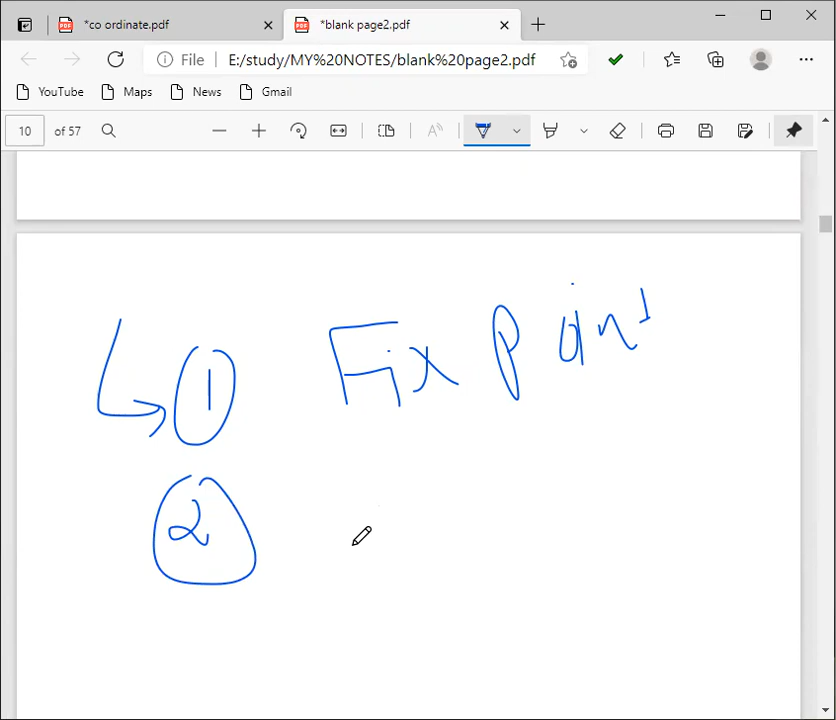 *co ordinate.pdf
*blank page2.pdf
File E:/study/MY%20NOTES/blank%20page2.pdf
YouTube Maps News Gmail
10 of 57
1 Fix Point
2